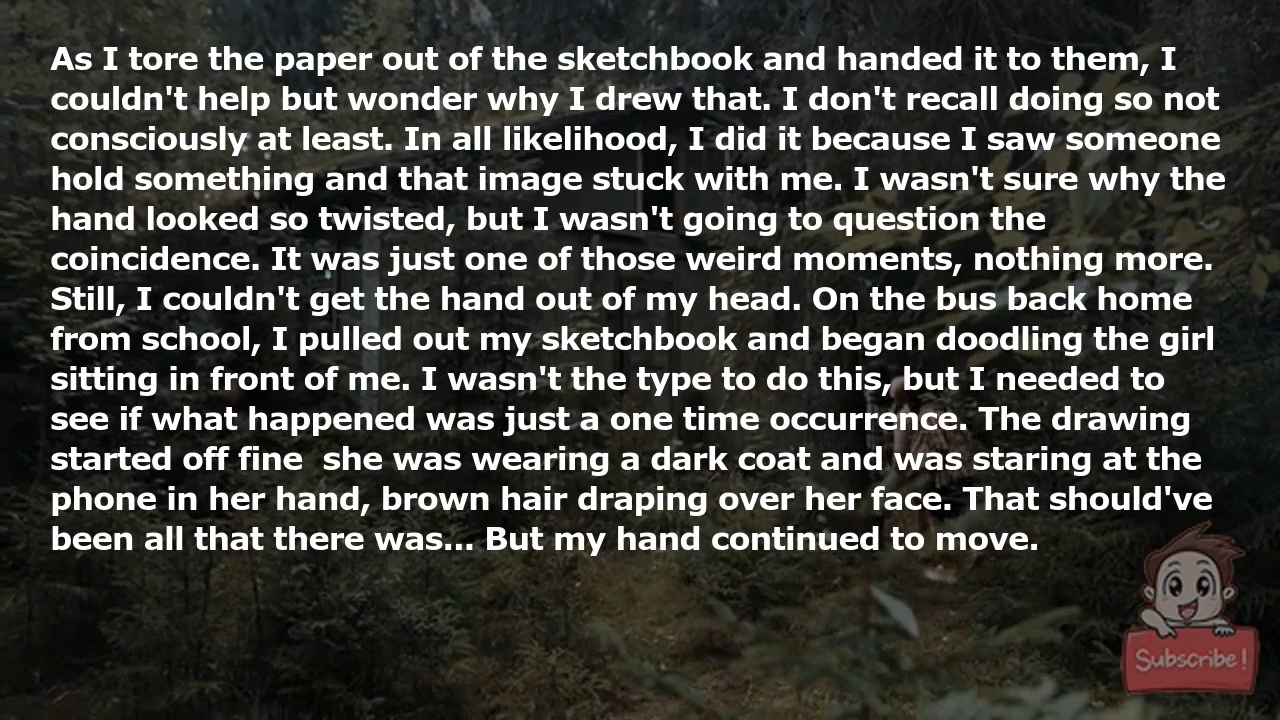 As I tore the paper out of the sketchbook and handed it to them, I
couldn't help but wonder why I drew that. I don't recall doing so not
consciously at least. In all likelihood, I did it because I saw someone
hold something and that image stuck with me. I wasn't sure why the
hand looked so twisted, but I wasn't going to question the
coincidence. It was just one of those weird moments, nothing more.
Still, I couldn't get the hand out of my head. On the bus back home
from school, I pulled out my sketchbook and began doodling the girl
sitting in front of me. I wasn't the type to do this, but I needed to
see if what happened was just a one time occurrence. The drawing
started off fine  she was wearing a dark coat and was staring at the
phone in her hand, brown hair draping over her face. That should've
been all that there was... But my hand continued to move.
Subscribe!